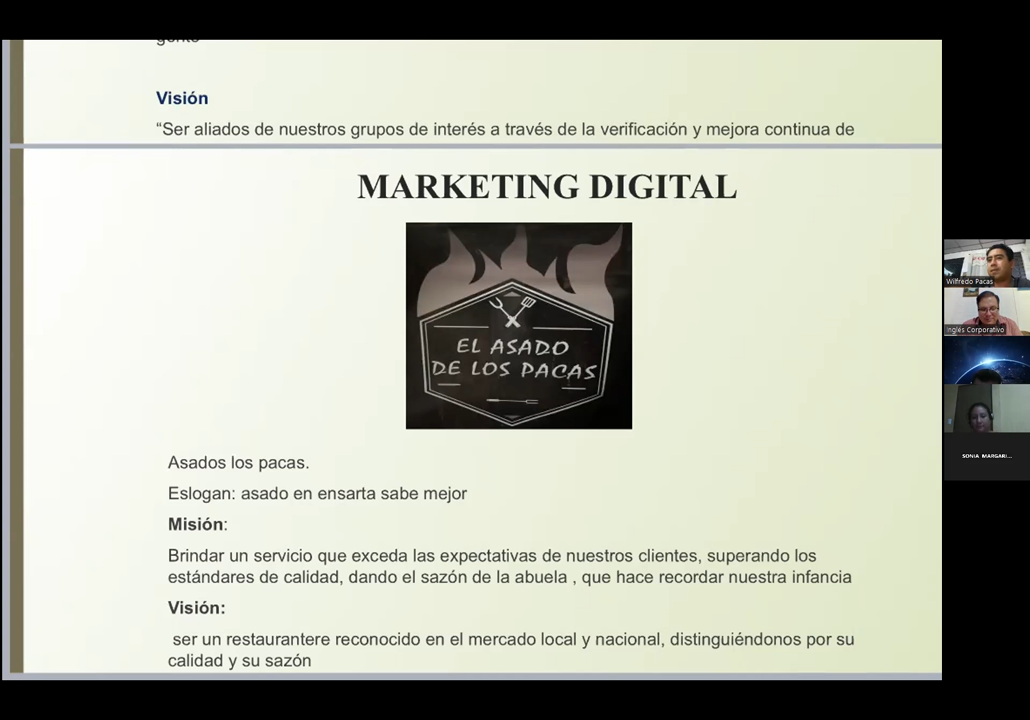 Visión
“Ser aliados de nuestros grupos de interés a través de la verificación y mejora continua de
MARKETING DIGITAL
EL ASADO
DE LOS PACAS
Asados los pacas.
Eslogan: asado en ensarta sabe mejor
Misión:
Brindar un servicio que exceda las expectativas de nuestros clientes, superando los
estándares de calidad, dando el sazón de la abuela , que hace recordar nuestra infancia
Visión:
ser un restaurantere reconocido en el mercado local y nacional, distinguiéndonos por su
calidad y su sazón
Wilfredo Pacas
Inglés Corporativo
SONIA MARGARI...